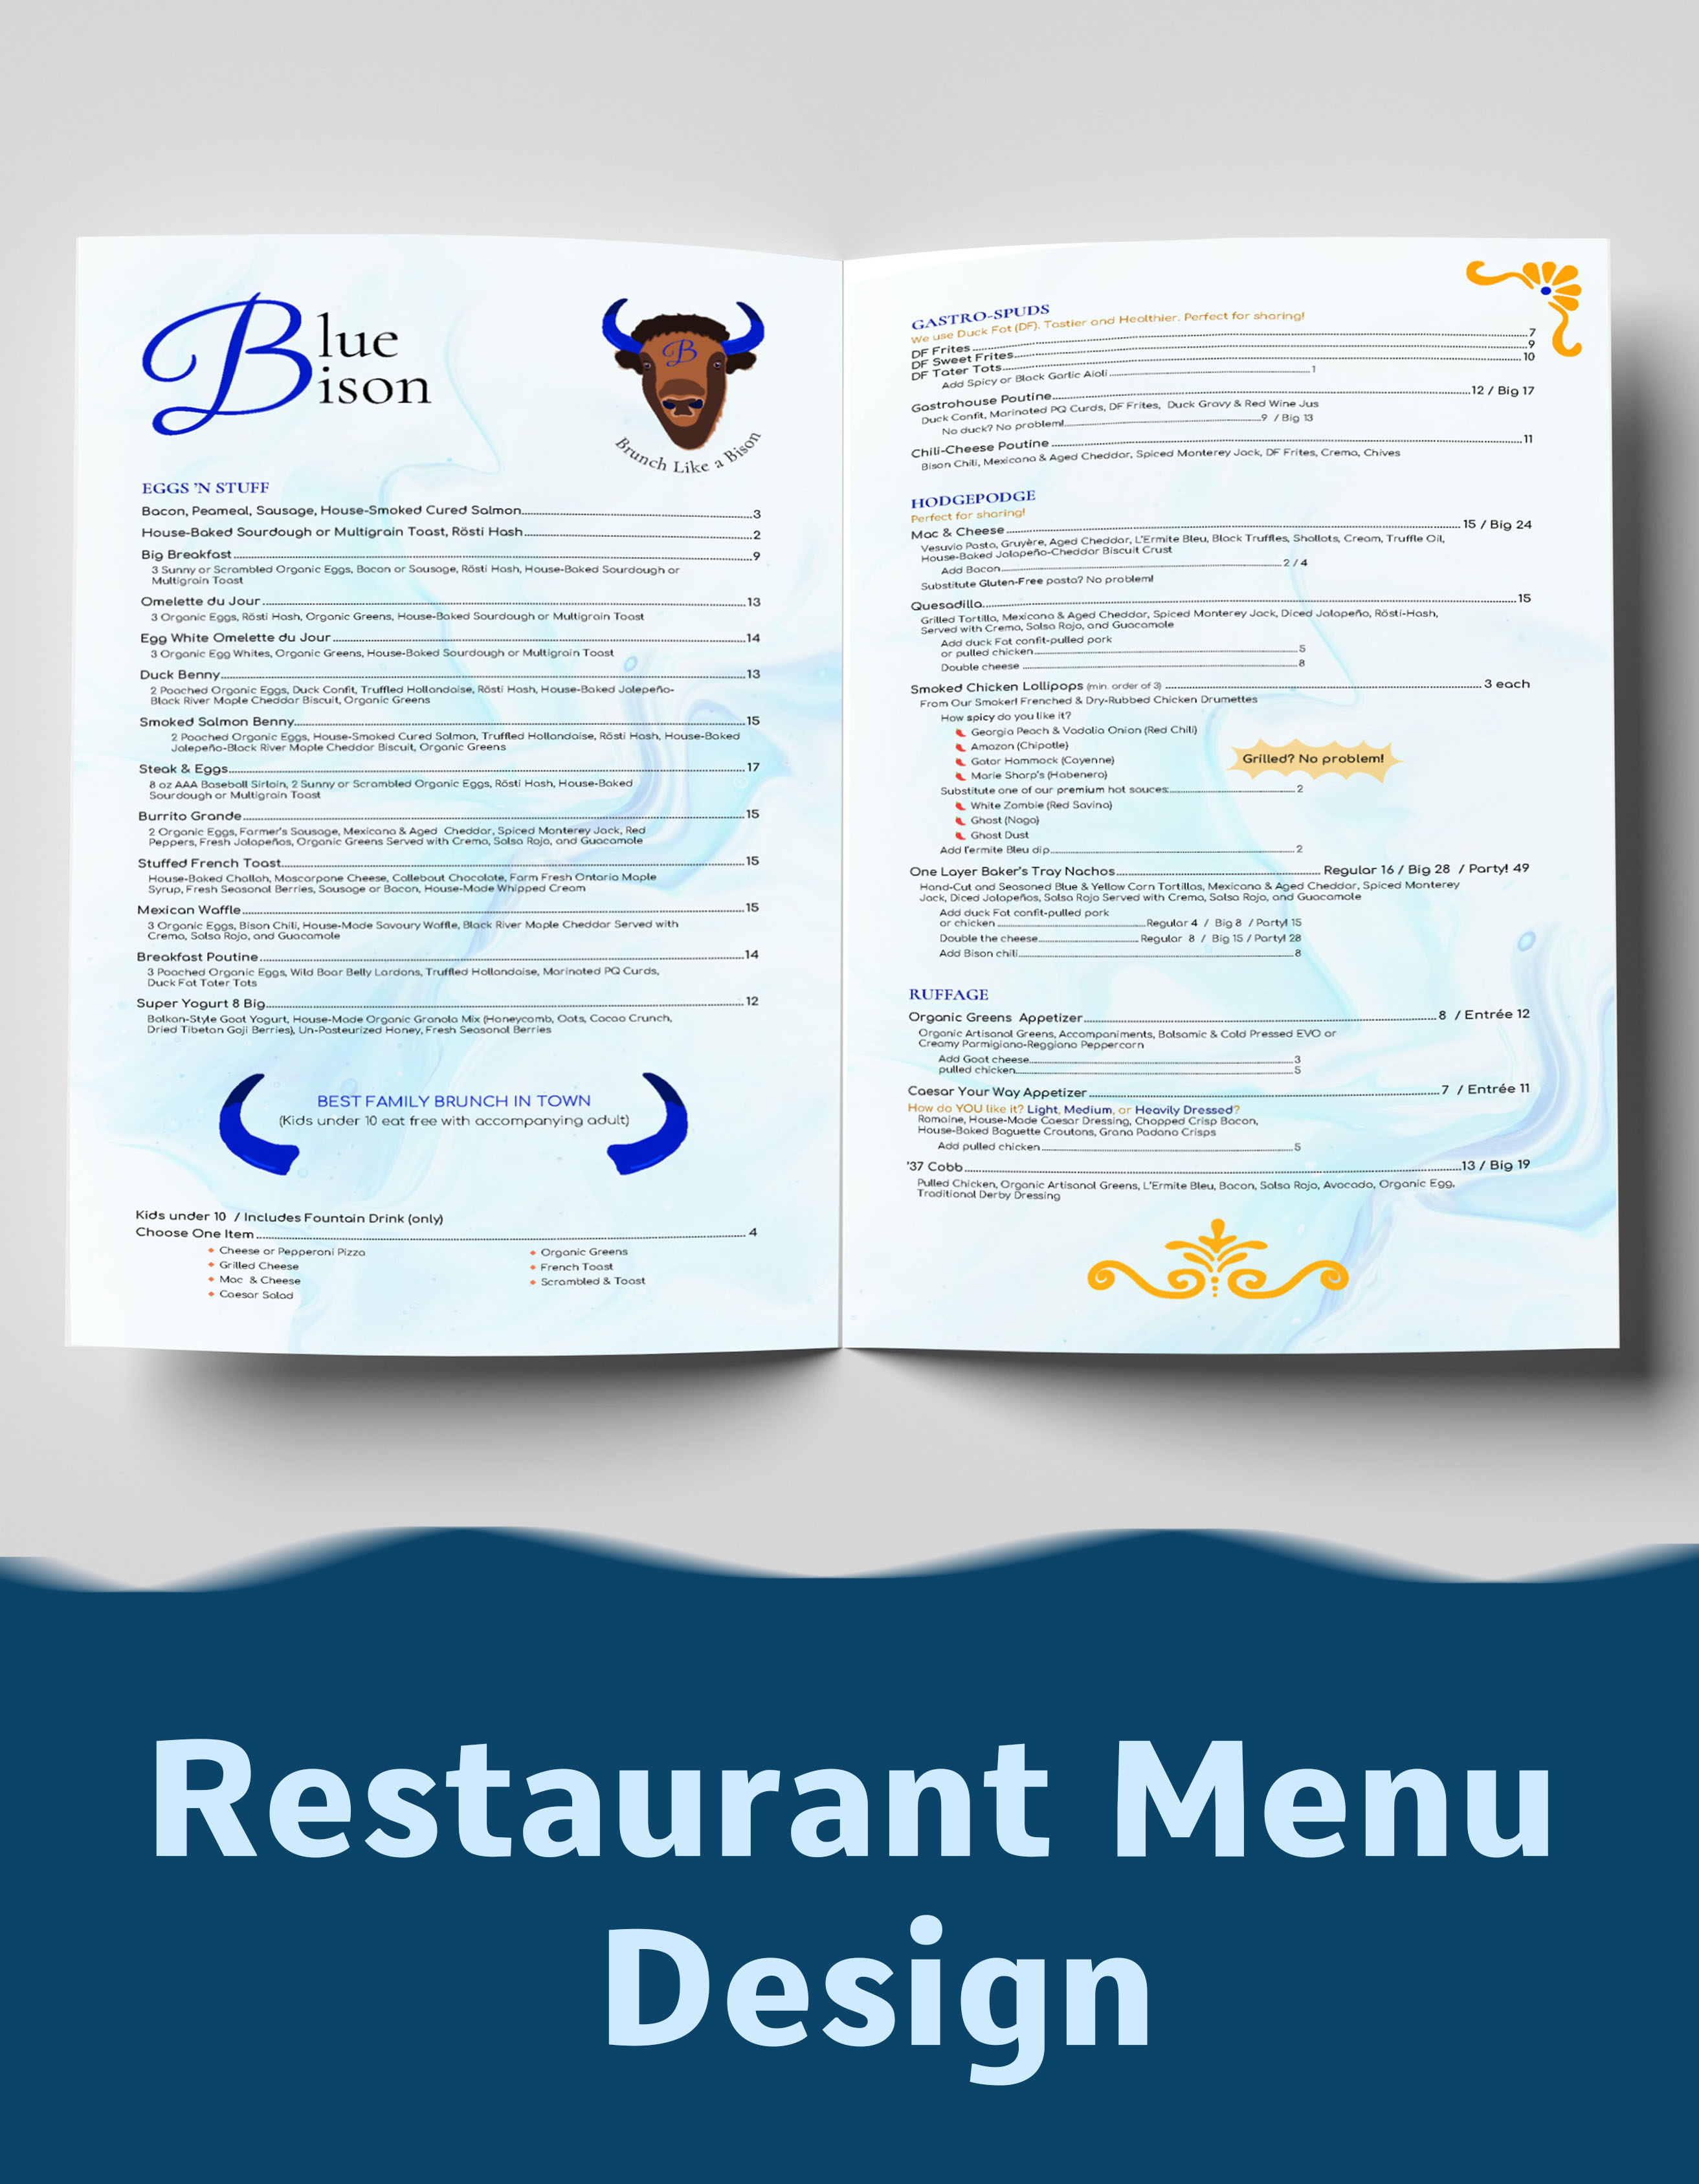 Blue
Bison
B
Brunch Like a Bison
EGGS 'N STUFF
Bacon, Peameal, Sausage, House-Smoked Cured Salmon 3
House-Baked Sourdough or Multigrain Toast, Rösti Hash 2
Big Breakfast 9
3 Sunny or Scrambled Organic Eggs, Bacon or Sausage, Rösti Hash, House-Baked Sourdough or
Multigrain Toast
Omelette du Jour 13
3 Organic Eggs, Rösti Hash, Organic Greens, House-Baked Sourdough or Multigrain Toast
Egg White Omelette du Jour 14
3 Organic Egg Whites, Organic Greens, House-Baked Sourdough or Multigrain Toast
Duck Benny 13
2 Poached Organic Eggs, Duck Confit, Truffled Hollandaise, Rösti Hash, House-Baked Jalepeño-
Black River Maple Cheddar Biscuit, Organic Greens
Smoked Salmon Benny 15
2 Poached Organic Eggs, House-Smoked Cured Salmon, Truffled Hollandaise, Rösti Hash, House-Baked
Jalepeño-Black River Maple Cheddar Biscuit, Organic Greens
Steak & Eggs 17
8 oz AAA Baseball Sirloin, 2 Sunny or Scrambled Organic Eggs, Rösti Hash, House-Baked
Sourdough or Multigrain Toast
Burrito Grande 15
2 Organic Eggs, Farmer's Sausage, Mexicana & Aged Cheddar, Spiced Monterey Jack, Red
Peppers, Fresh Jalapeños, Organic Greens Served with Crema, Salsa Rojo, and Guacamole
Stuffed French Toast 15
House-Baked Challah, Mascarpone Cheese, Callebaut Chocolate, Farm Fresh Ontario Maple
Syrup, Fresh Seasonal Berries, Sausage or Bacon, House-Made Whipped Cream
Mexican Waffle 15
3 Organic Eggs, Bison Chili, House-Made Savoury Waffle, Black River Maple Cheddar Served with
Crema, Salsa Rojo, and Guacamole
Breakfast Poutine 14
3 Poached Organic Eggs, Wild Boar Belly Lardons, Truffled Hollandaise, Marinated PQ Curds,
Duck Fat Tater Tots
Super Yogurt 8 Big 12
Balkan-Style Goat Yogurt, House-Made Organic Granola Mix (Honeycomb, Oats, Cacao Crunch,
Dried Tibetan Goji Berries), Un-Pasteurized Honey, Fresh Seasonal Berries
BEST FAMILY BRUNCH IN TOWN
(Kids under 10 eat free with accompanying adult)
Kids under 10 / Includes Fountain Drink (only)
Choose One Item 4
Cheese or Pepperoni Pizza
Grilled Cheese
Mac & Cheese
Caesar Salad
Organic Greens
French Toast
Scrambled & Toast
GASTRO-SPUDS
We use Duck Fat (DF). Tastier and Healthier. Perfect for sharing!
DF Frites 7
DF Sweet Frites 9
DF Tater Tots 10
Add Spicy or Black Garlic Aioli 1
Gastrohouse Poutine 12 / Big 17
Duck Confit, Marinated PQ Curds, DF Frites, Duck Gravy & Red Wine Jus
No duck? No problem! 9 / Big 13
Chili-Cheese Poutine 11
Bison Chili, Mexicana & Aged Cheddar, Spiced Monterey Jack, DF Frites, Crema, Chives
HODGEPODGE
Perfect for sharing!
Mac & Cheese 15 / Big 24
Vesuvio Pasta, Gruyère, Aged Cheddar, L'Ermite Bleu, Black Truffles, Shallots, Cream, Truffle Oil,
House-Baked Jalapeño-Cheddar Biscuit Crust
Add Bacon 2 / 4
Substitute Gluten-Free pasta? No problem!
Quesadilla 15
Grilled Tortilla, Mexicana & Aged Cheddar, Spiced Monterey Jack, Diced Jalapeño, Rösti-Hash,
Served with Crema, Salsa Rojo, and Guacamole
Add duck Fat confit-pulled pork
or pulled chicken 5
Double cheese 8
Smoked Chicken Lollipops (min. order of 3) 3 each
From Our Smoker! Frenched & Dry-Rubbed Chicken Drumettes
How spicy do you like it?
Georgia Peach & Vadalia Onion (Red Chili)
Amazon (Chipotle)
Gator Hammock (Cayenne)
Marie Sharp's (Habenero)
Grilled? No problem!
Substitute one of our premium hot sauces: 2
White Zombie (Red Savina)
Ghost (Naga)
Ghost Dust
Add l'ermite Bleu dip 2
One Layer Baker's Tray Nachos Regular 16 / Big 28 / Party! 49
Hand-Cut and Seasoned Blue & Yellow Corn Tortillas, Mexicana & Aged Cheddar, Spiced Monterey
Jack, Diced Jalapeños, Salsa Rojo Served with Crema, Salsa Rojo, and Guacamole
Add duck Fat confit-pulled pork
or chicken Regular 4 / Big 8 / Party! 15
Double the cheese Regular 8 / Big 15 / Party! 28
Add Bison chili 8
RUFFAGE
Organic Greens Appetizer 8 / Entrée 12
Organic Artisanal Greens, Accompaniments, Balsamic & Cold Pressed EVO or
Creamy Parmigiano-Reggiano Peppercorn
Add Goat cheese 3
pulled chicken 5
Caesar Your Way Appetizer 7 / Entrée 11
How do YOU like it? Light, Medium, or Heavily Dressed?
Romaine, House-Made Caesar Dressing, Chopped Crisp Bacon,
House-Baked Baguette Croutons, Grana Padano Crisps
Add pulled chicken 5
'37 Cobb 13 / Big 19
Pulled Chicken, Organic Artisanal Greens, L'Ermite Bleu, Bacon, Salsa Rojo, Avocado, Organic Egg,
Traditional Derby Dressing
Restaurant Menu
Design